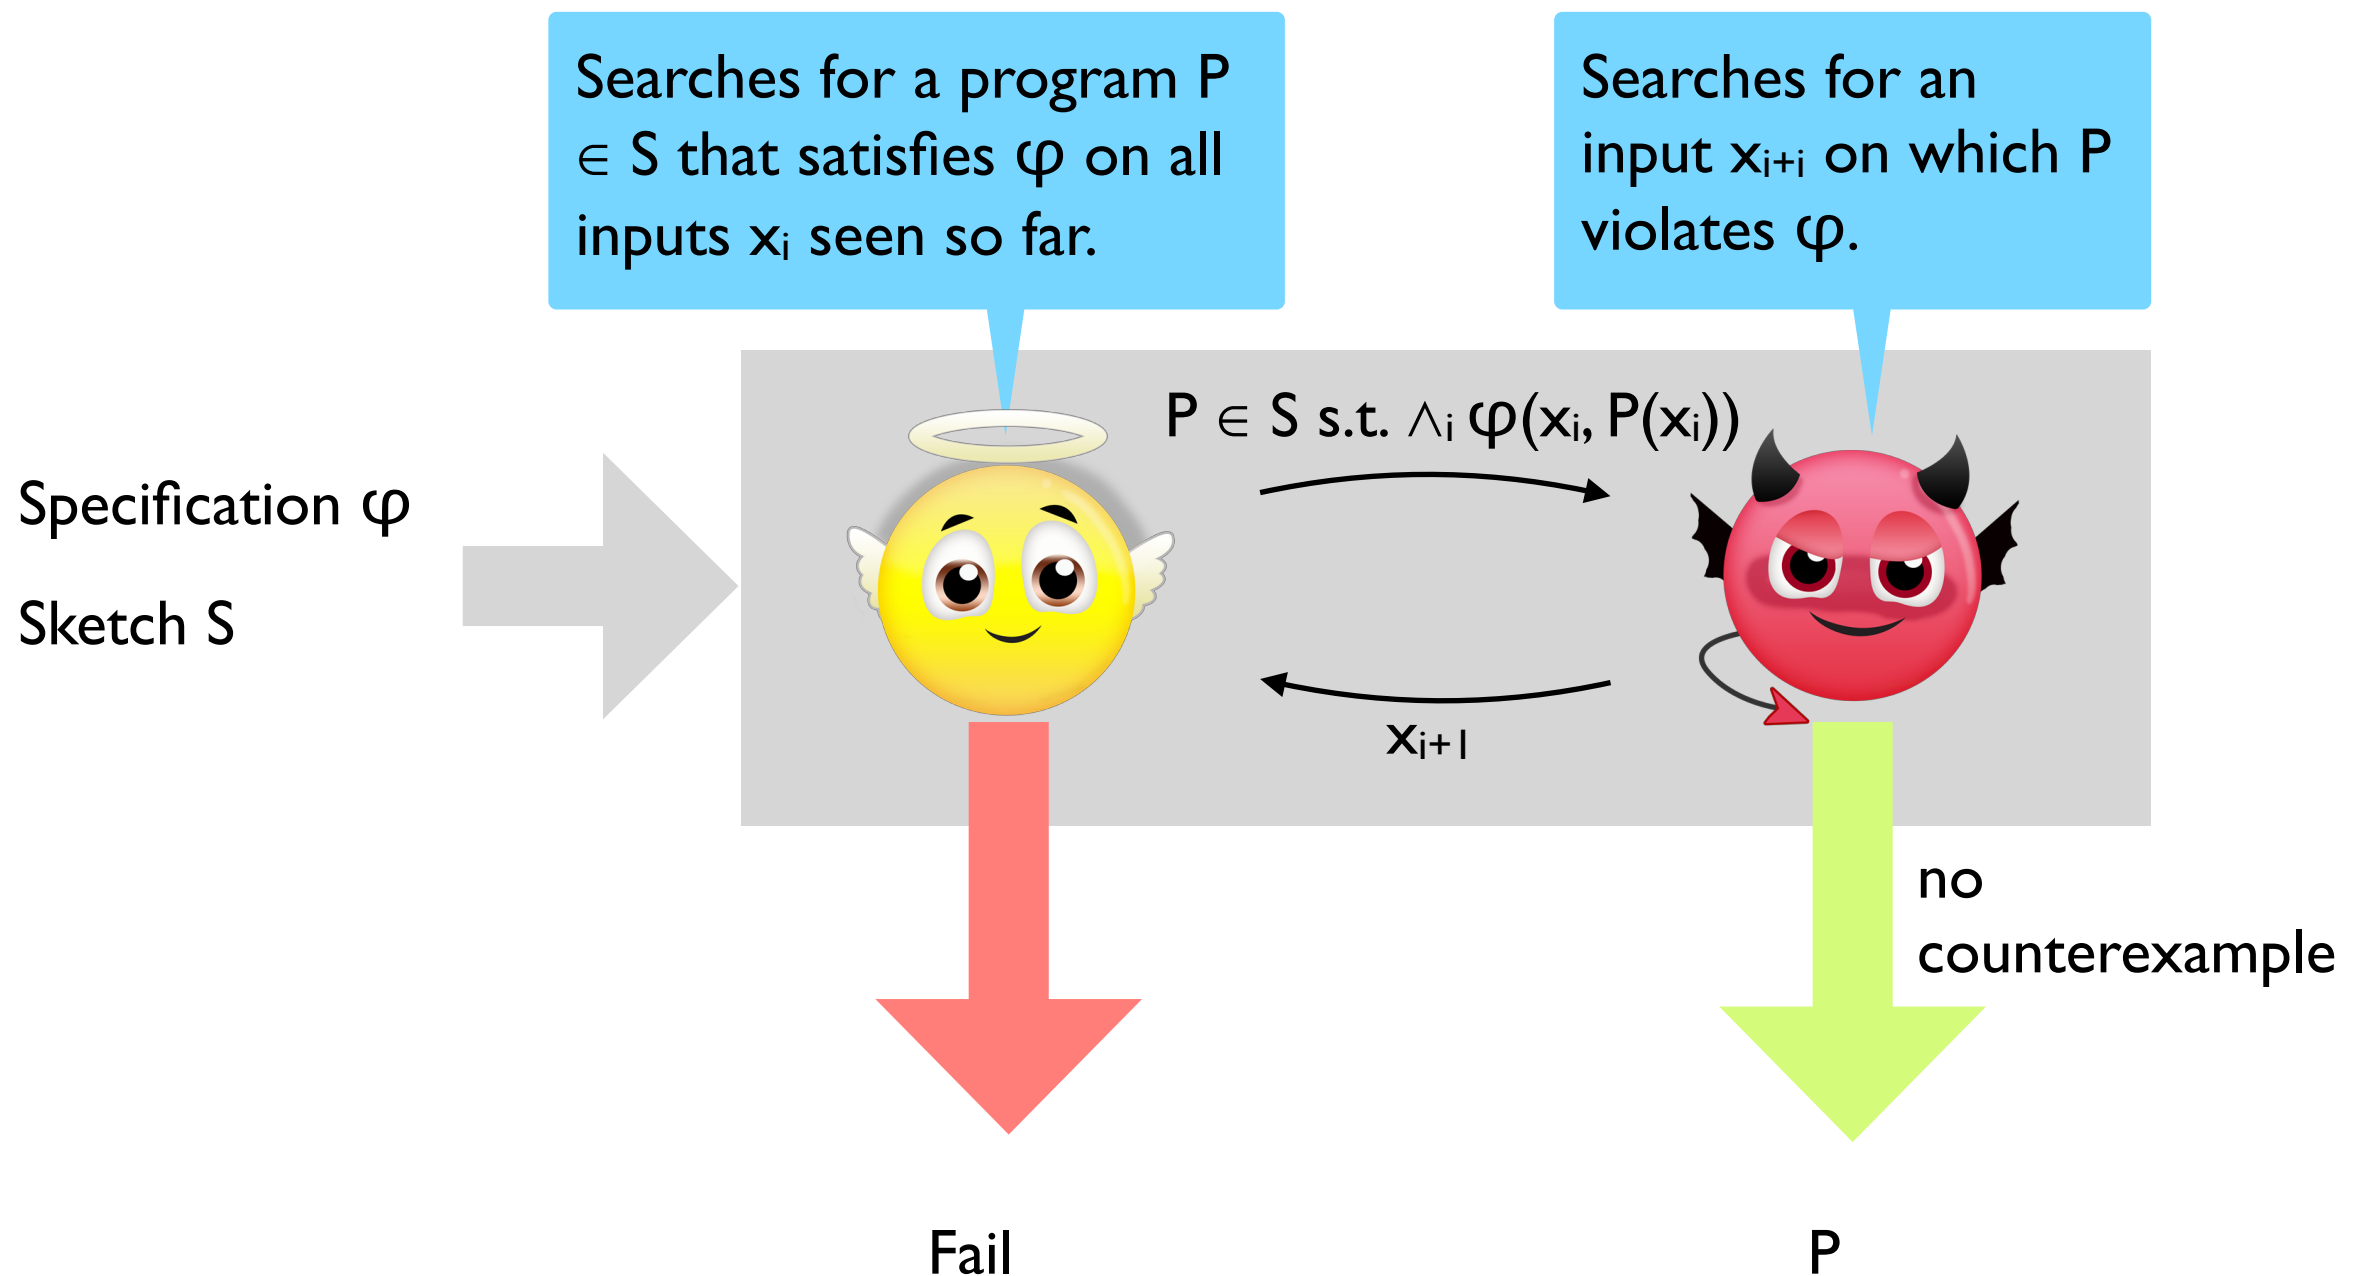 Searches for a program P
∈ S that satisfies φ on all
inputs xᵢ seen so far.
Searches for an
input xᵢ₊ᵢ on which P
violates φ.
P ∈ S s.t. ∧ᵢ φ(xᵢ, P(xᵢ))
Specification φ
Sketch S
xᵢ₊₁
no
counterexample
Fail
P